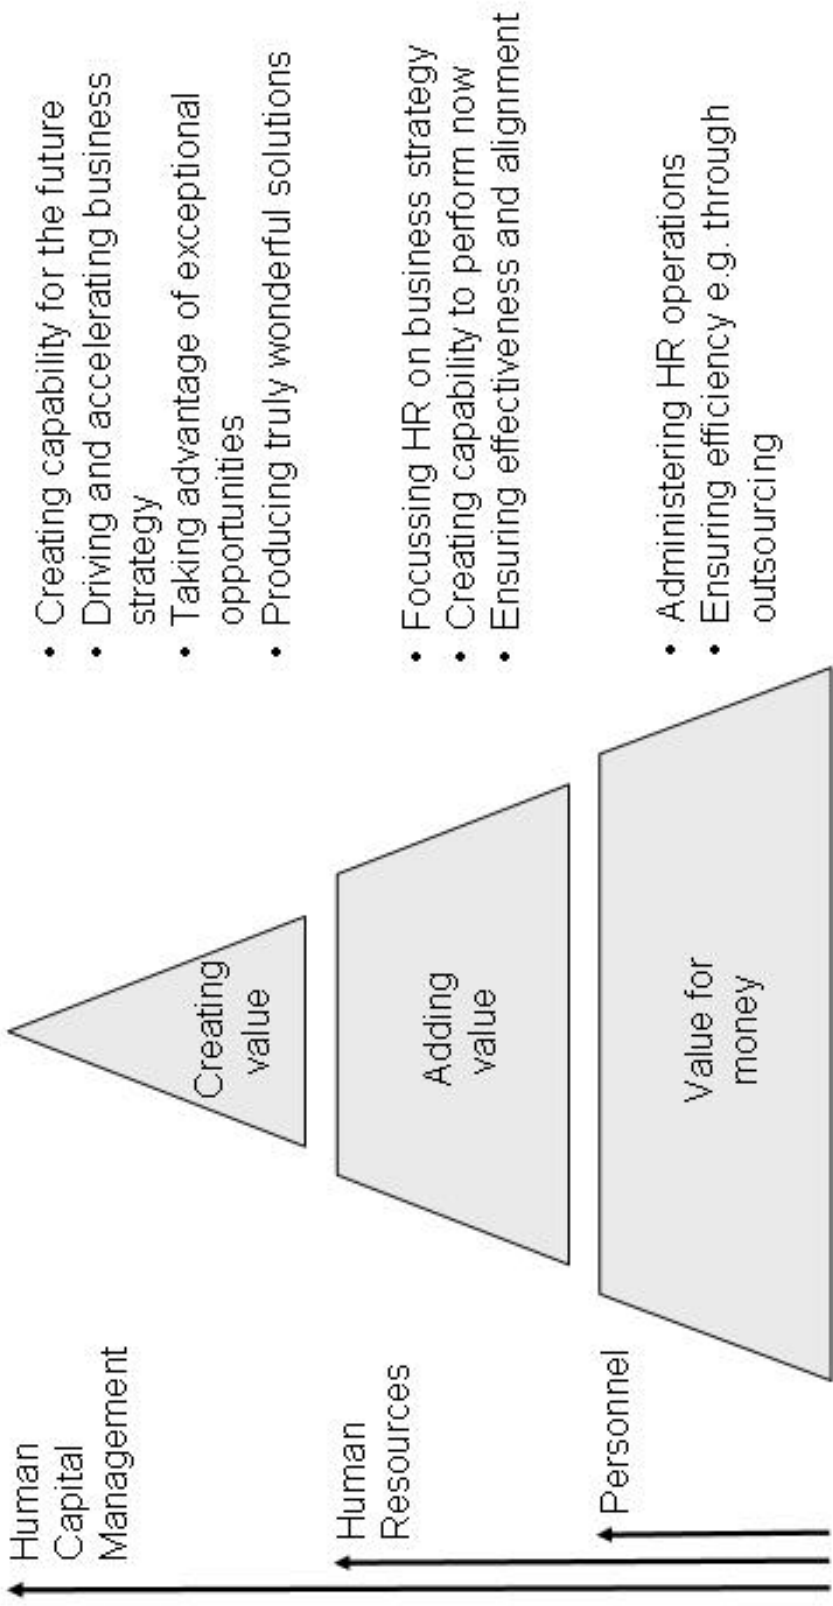 Human
Capital
Management
Creating
value
• Creating capability for the future
• Driving and accelerating business
strategy
• Taking advantage of exceptional
opportunities
• Producing truly wonderful solutions
Human
Resources
Adding
value
• Focussing HR on business strategy
• Creating capability to perform now
• Ensuring effectiveness and alignment
Personnel
Value for
money
• Administering HR operations
• Ensuring efficiency e.g. through
outsourcing